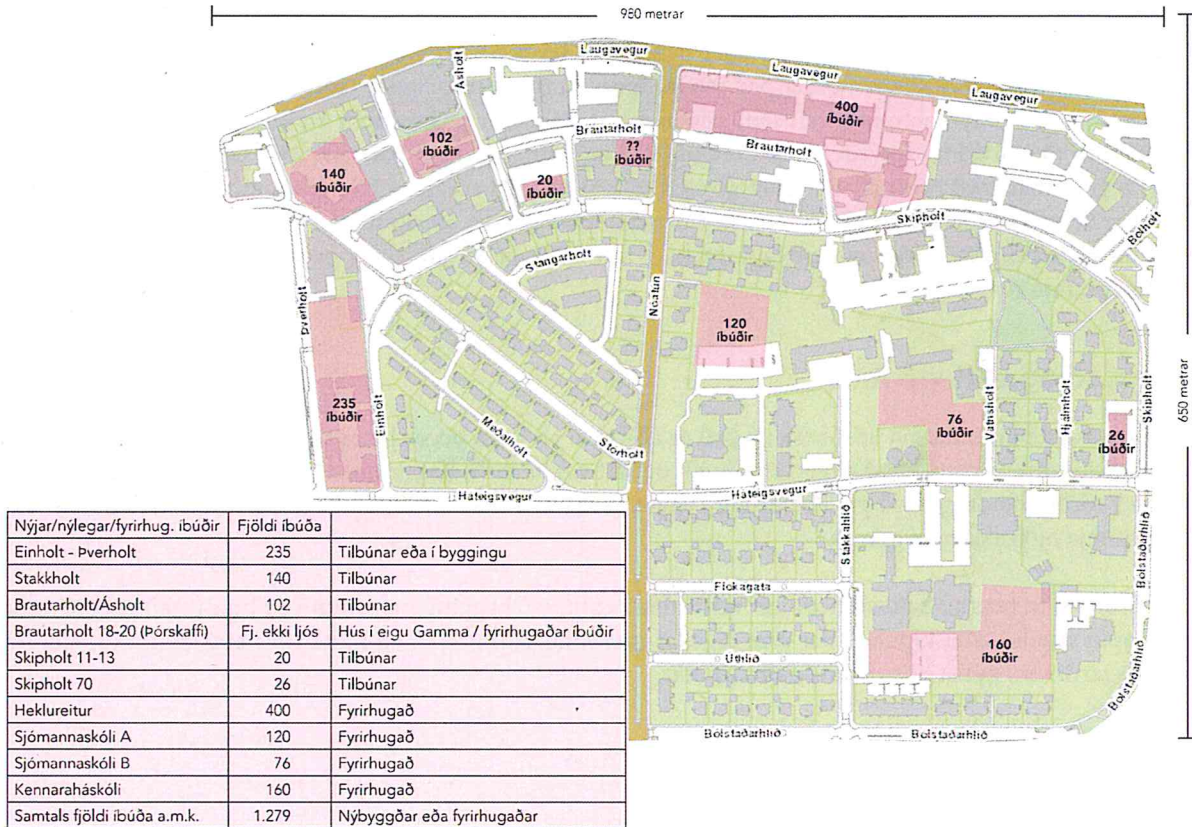 980 metrar
Laugavegur
Laugavegur
Laugavegur
Ásholt
400
íbúðir
102
íbúðir
Brautarholt
??
íbúðir
Brautarholt
140
íbúðir
20
íbúðir
Skipholt
Bolholt
Stangarholt
Nóatún
Þverholt
120
íbúðir
650 metrar
235
íbúðir
Einholt
Meðalholt
Stórholt
76
íbúðir
Vatnsholt
Hjálmholt
26
íbúðir
Skipholt
Háteigsvegur
Háteigsvegur
Stakkahlíð
Bólstaðarhlíð
Flókagata
160
íbúðir
Úthlíð
Bólstaðarhlíð
Bólstaðarhlíð
Bólstaðarhlíð
Nýjar/nýlegar/fyrirhug. íbúðir Fjöldi íbúða
Einholt - Þverholt 235 Tilbúnar eða í byggingu
Stakkholt 140 Tilbúnar
Brautarholt/Ásholt 102 Tilbúnar
Brautarholt 18-20 (Þórskaffi) Fj. ekki ljós Hús í eigu Gamma / fyrirhugaðar íbúðir
Skipholt 11-13 20 Tilbúnar
Skipholt 70 26 Tilbúnar
Heklureitur 400 Fyrirhugað
Sjómannaskóli A 120 Fyrirhugað
Sjómannaskóli B 76 Fyrirhugað
Kennaraháskóli 160 Fyrirhugað
Samtals fjöldi íbúða a.m.k. 1.279 Nýbyggðar eða fyrirhugaðar